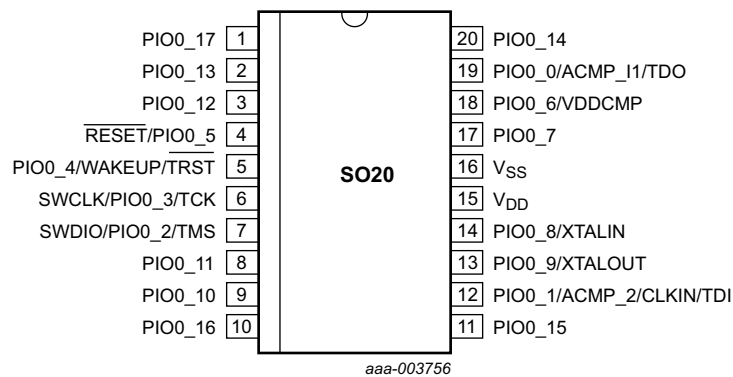 PIO0_17 1
PIO0_13 2
PIO0_12 3
RESET/PIO0_5 4
PIO0_4/WAKEUP/TRST 5
SWCLK/PIO0_3/TCK 6
SWDIO/PIO0_2/TMS 7
PIO0_11 8
PIO0_10 9
PIO0_16 10
SO20
20 PIO0_14
19 PIO0_0/ACMP_I1/TDO
18 PIO0_6/VDDCMP
17 PIO0_7
16 VSS
15 VDD
14 PIO0_8/XTALIN
13 PIO0_9/XTALOUT
12 PIO0_1/ACMP_2/CLKIN/TDI
11 PIO0_15
aaa-003756